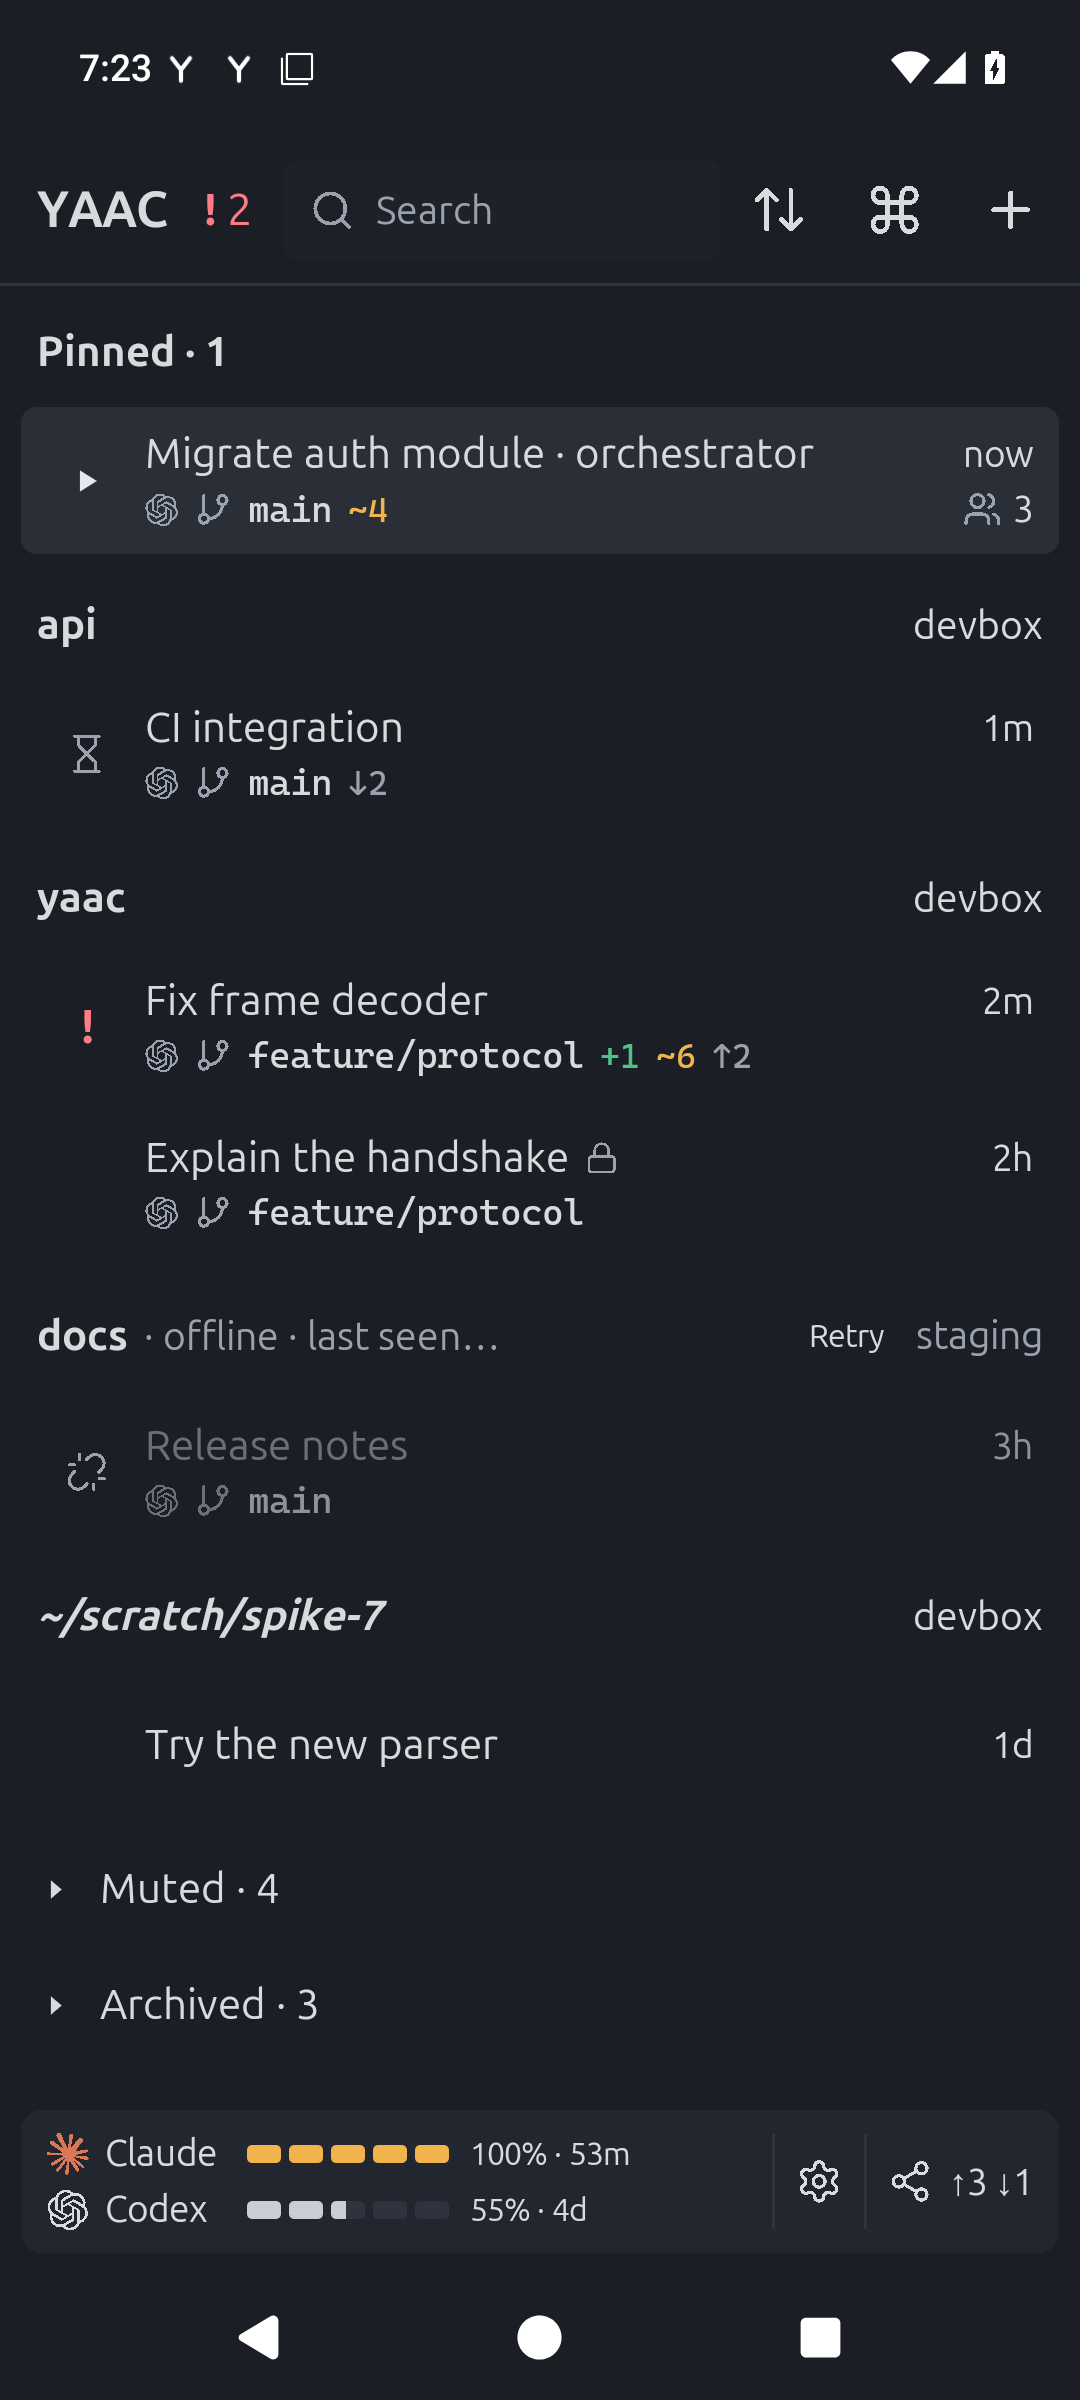 7:23
YAAC !2 Search
Pinned · 1
Migrate auth module · orchestrator now
main ~4 3
api devbox
CI integration 1m
main ↓2
yaac devbox
! Fix frame decoder 2m
feature/protocol +1 ~6 ↑2
Explain the handshake 2h
feature/protocol
docs · offline · last seen… Retry staging
Release notes 3h
main
~/scratch/spike-7 devbox
Try the new parser 1d
Muted · 4
Archived · 3
Claude 100% · 53m
Codex 55% · 4d
↑3 ↓1